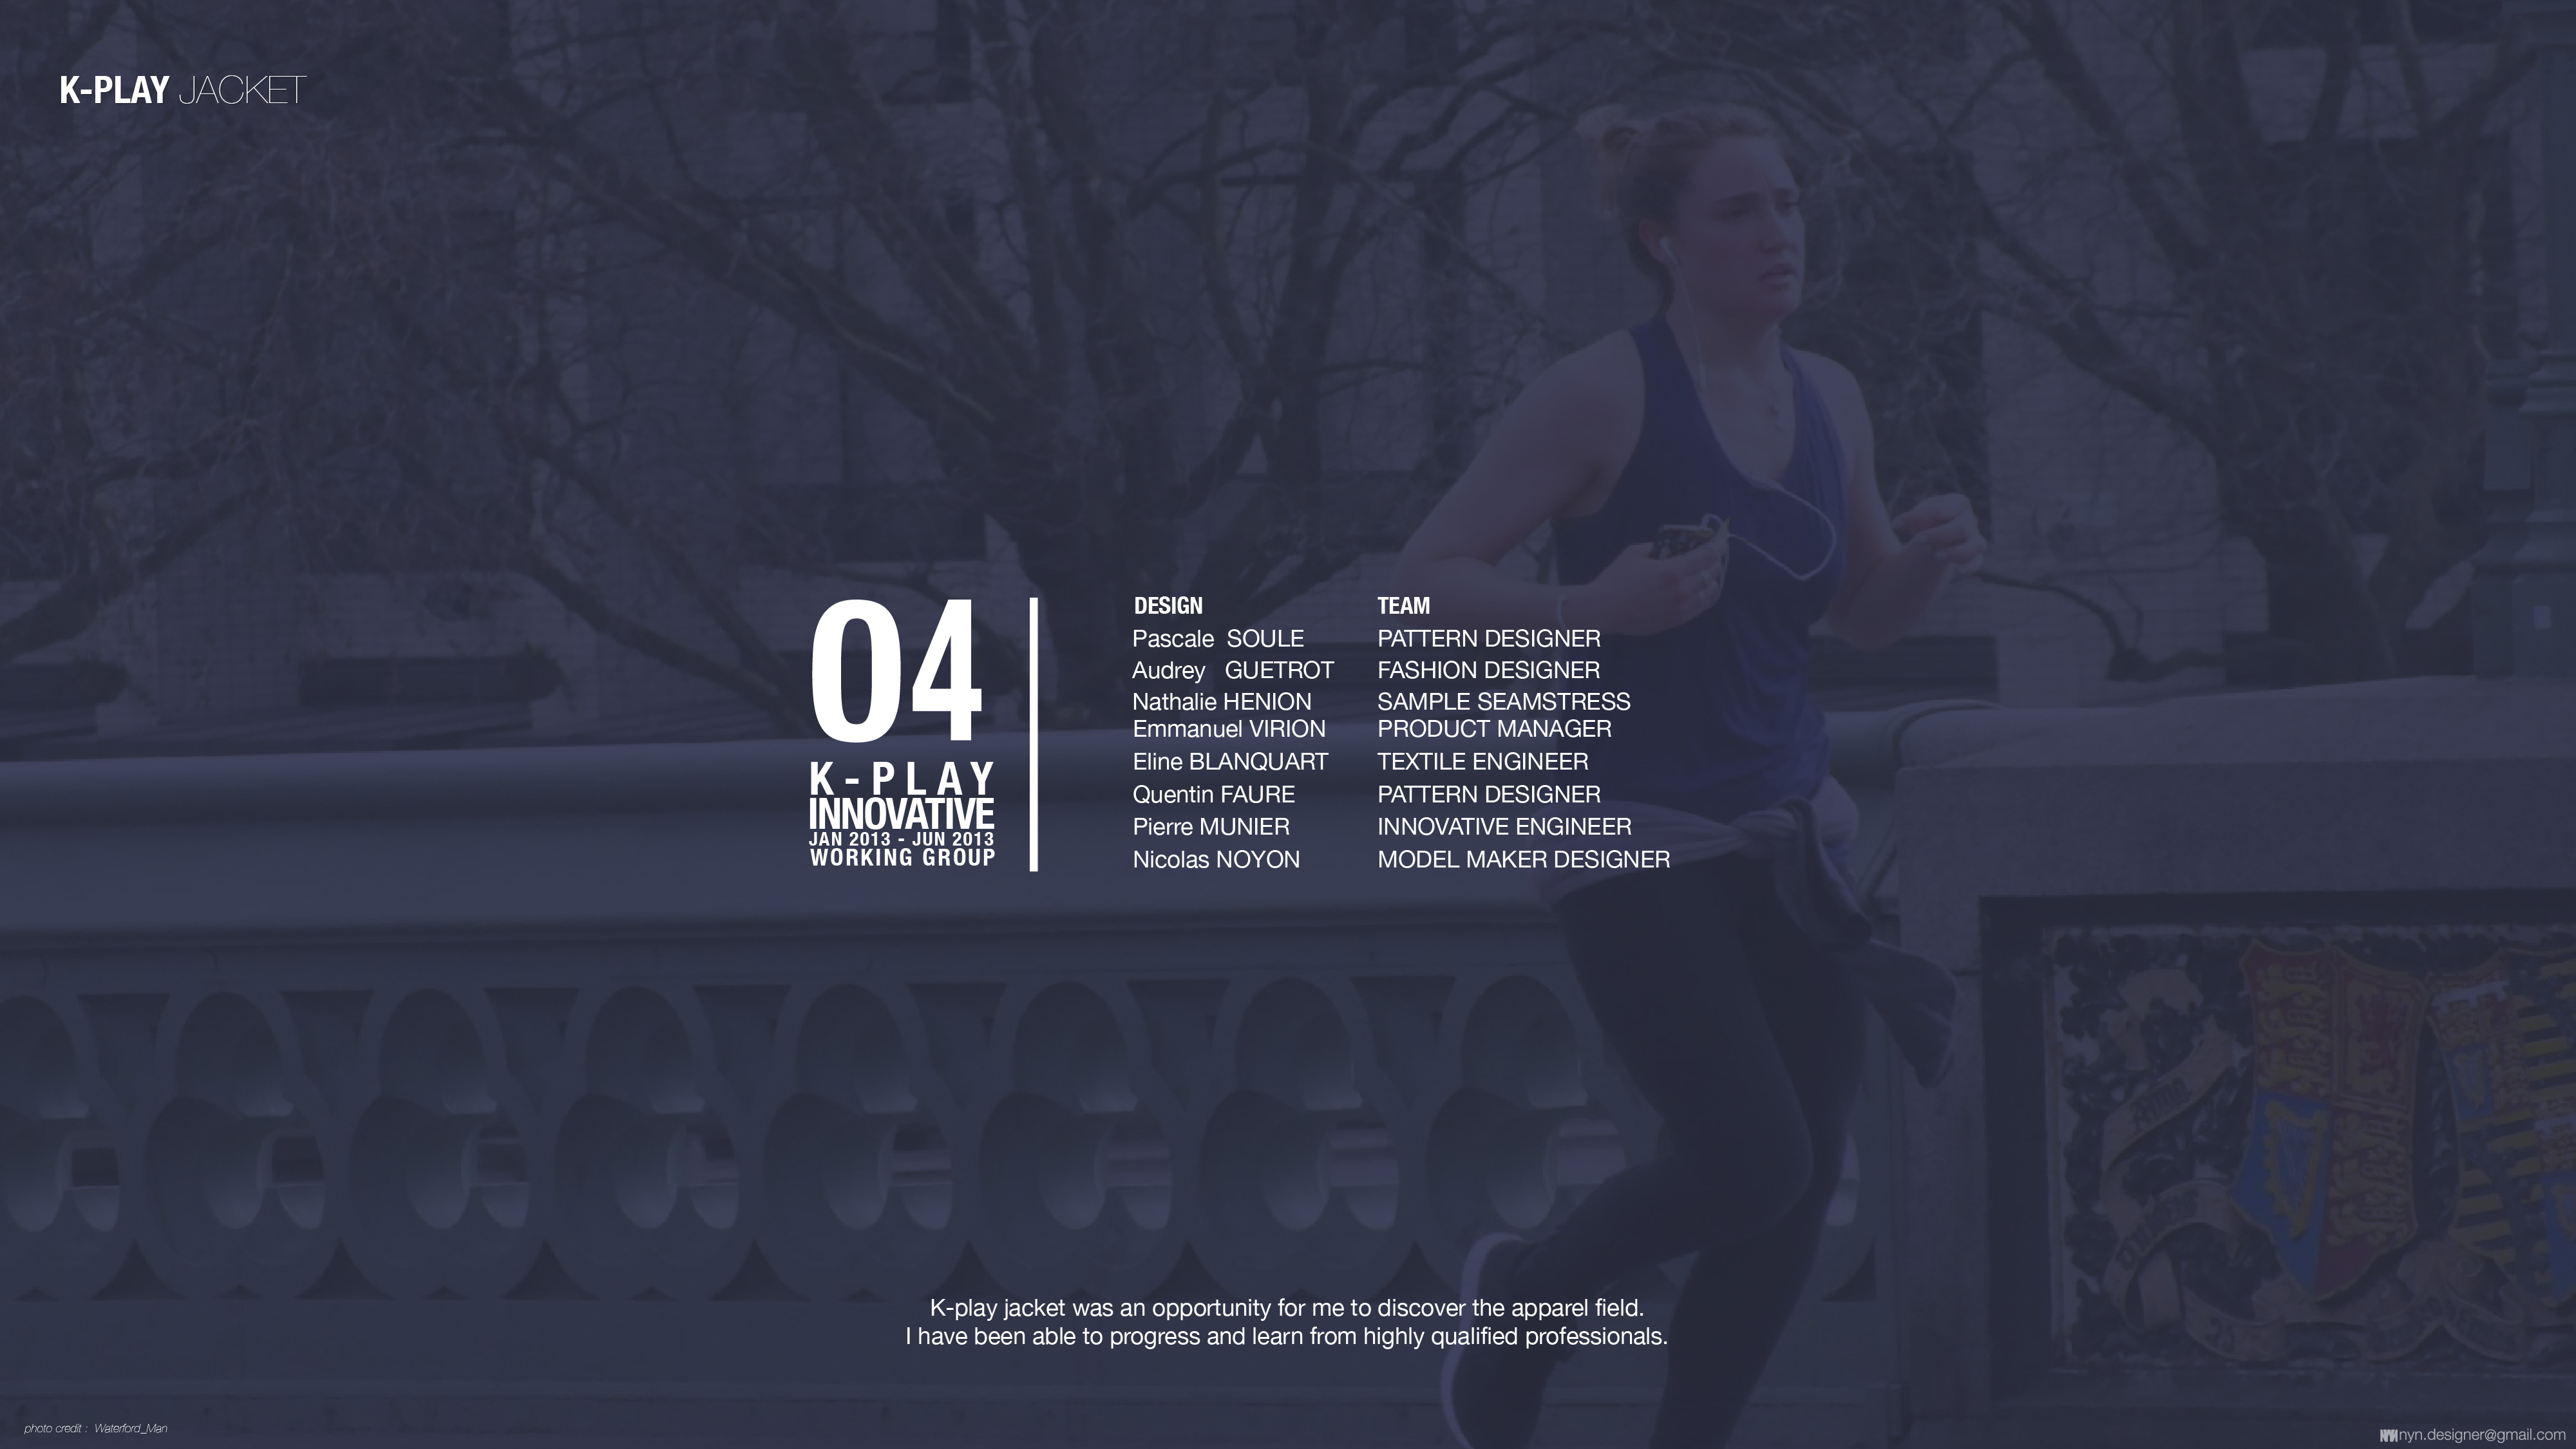 K-PLAY JACKET
04
K-PLAY
INNOVATIVE
JAN 2013 - JUN 2013
WORKING GROUP
DESIGN TEAM
Pascale SOULE PATTERN DESIGNER
Audrey GUETROT FASHION DESIGNER
Nathalie HENION SAMPLE SEAMSTRESS
Emmanuel VIRION PRODUCT MANAGER
Eline BLANQUART TEXTILE ENGINEER
Quentin FAURE PATTERN DESIGNER
Pierre MUNIER INNOVATIVE ENGINEER
Nicolas NOYON MODEL MAKER DESIGNER
K-play jacket was an opportunity for me to discover the apparel field.
I have been able to progress and learn from highly qualified professionals.
photo credit : Waterford_Man
nyn.designer@gmail.com